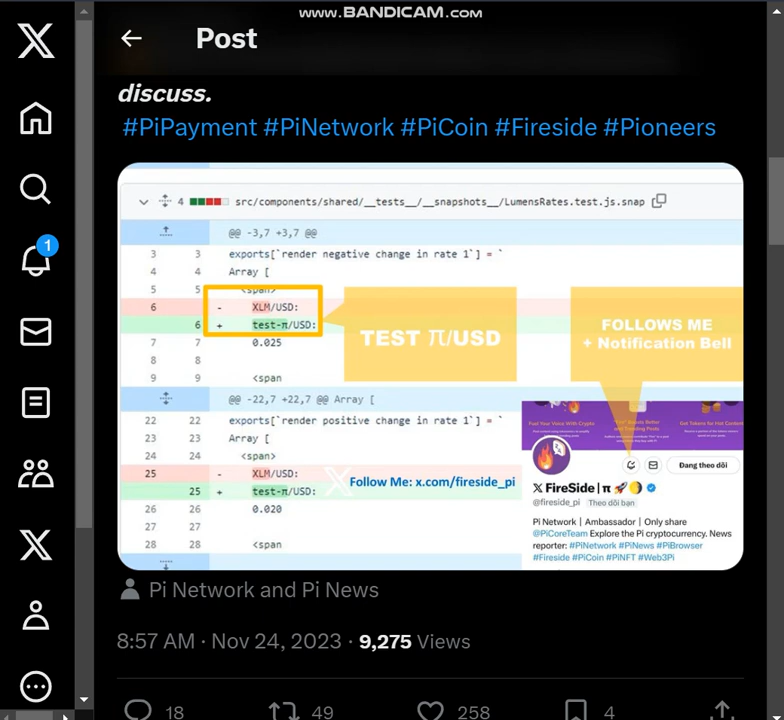 www.BANDICAM.com
Post
discuss.
#PiPayment #PiNetwork #PiCoin #Fireside #Pioneers
4 src/components/shared/__tests__/__snapshots__/LumensRates.test.js.snap
@@ -3,7 +3,7 @@
3 3 exports[`render negative change in rate 1`] = `
4 4 Array [
5 5 <span>
6 - XLM/USD:
6 + test-π/USD:
7 7 0.025
8 8
9 9 <span
TEST π/USD
FOLLOWS ME
+ Notification Bell
@@ -22,7 +22,7 @@ Array [
22 22 exports[`render positive change in rate 1`] = `
23 23 Array [
24 24 <span>
25 - XLM/USD:
25 + test-π/USD:
26 26 0.020
27 27
28 28 <span
Follow Me: x.com/fireside_pi
Đang theo dõi
X FireSide | π 🚀🌖
@fireside_pi Theo dõi bạn
Pi Network | Ambassador | Only share
@PiCoreTeam Explore the Pi cryptocurrency. News
reporter: #PiNetwork #PiNews #PiBrowser
#Fireside #PiCoin #PiNFT #Web3Pi
Pi Network and Pi News
8:57 AM · Nov 24, 2023 · 9,275 Views
1
18 49 258 4